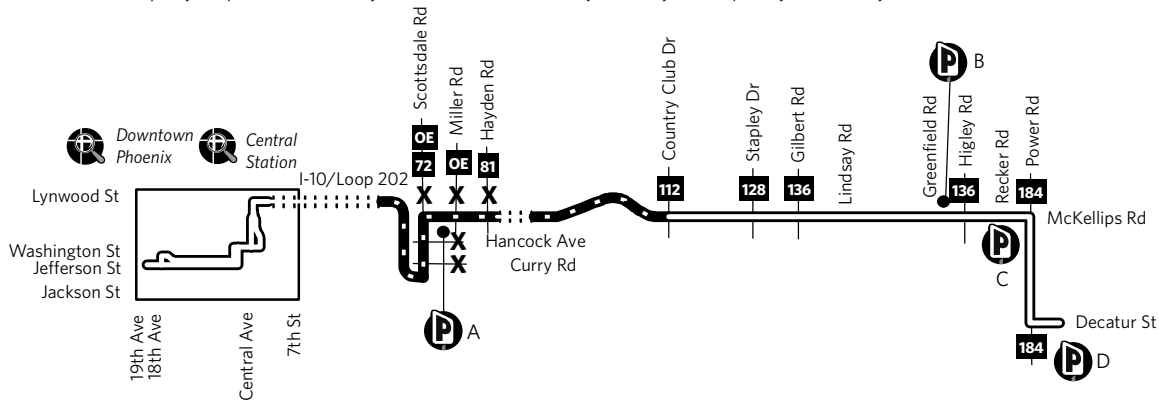 Scottsdale Rd
Miller Rd
Hayden Rd
Country Club Dr
Stapley Dr
Gilbert Rd
Lindsay Rd
Greenfield Rd
Higley Rd
Recker Rd
Power Rd
B
Downtown
Phoenix
Central
Station
OE
72
OE
81
112
128
136
136
184
Lynwood St
I-10/Loop 202
X
X
X
McKellips Rd
Washington St
Jefferson St
Jackson St
X
X
Hancock Ave
Curry Rd
C
Decatur St
19th Ave
18th Ave
Central Ave
7th St
A
184
D